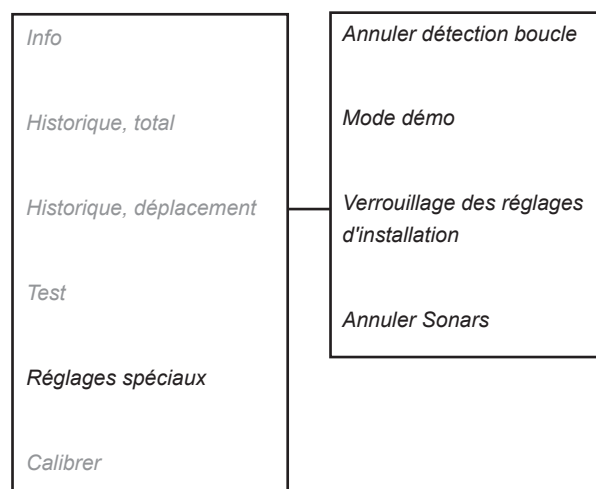 Info
Historique, total
Historique, déplacement
Test
Réglages spéciaux
Calibrer
Annuler détection boucle
Mode démo
Verrouillage des réglages
d'installation
Annuler Sonars